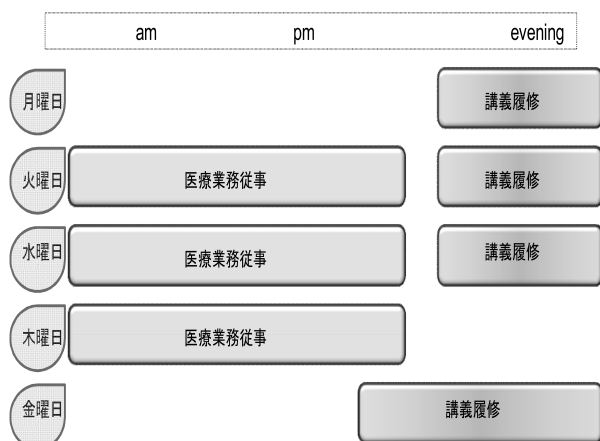 am pm evening
月曜日 講義履修
火曜日 医療業務従事 講義履修
水曜日 医療業務従事 講義履修
木曜日 医療業務従事
金曜日 講義履修